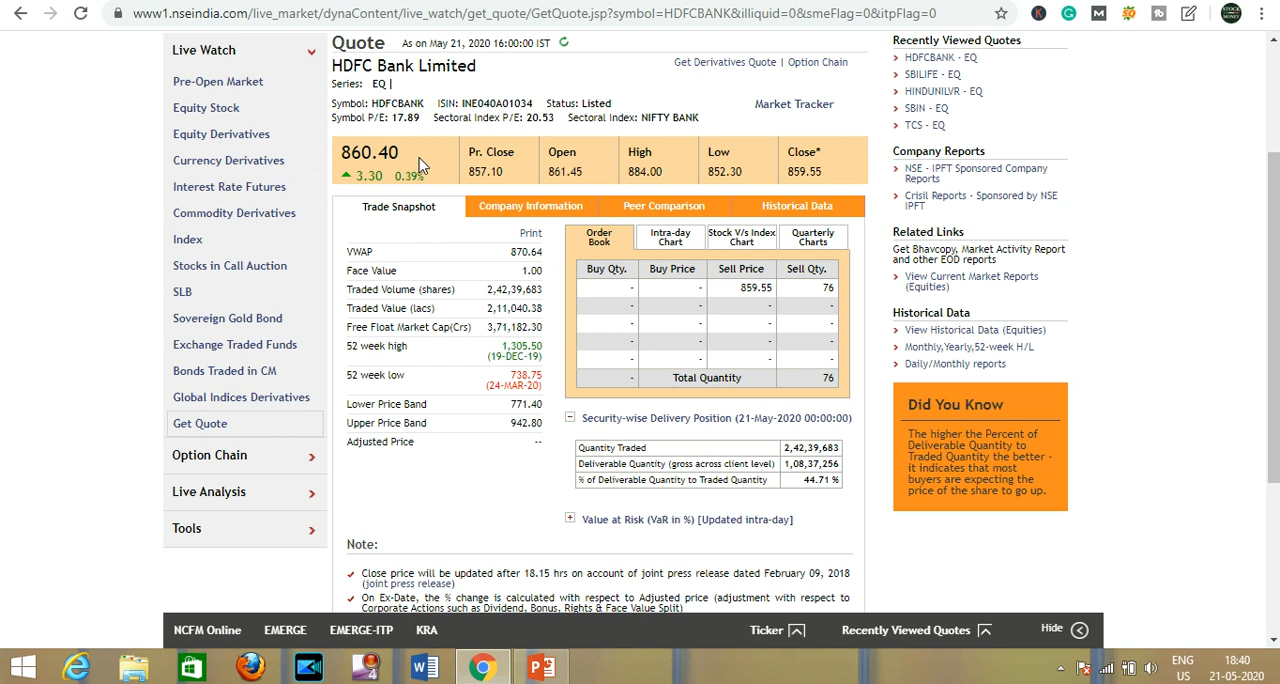 www1.nseindia.com/live_market/dynaContent/live_watch/get_quote/GetQuote.jsp?symbol=HDFCBANK&illiquid=0&smeFlag=0&itpFlag=0
Live Watch
Pre-Open Market
Equity Stock
Equity Derivatives
Currency Derivatives
Interest Rate Futures
Commodity Derivatives
Index
Stocks in Call Auction
SLB
Sovereign Gold Bond
Exchange Traded Funds
Bonds Traded in CM
Global Indices Derivatives
Get Quote
Option Chain
Live Analysis
Tools
Quote As on May 21, 2020 16:00:00 IST
HDFC Bank Limited
Get Derivatives Quote | Option Chain
Series: EQ |
Symbol: HDFCBANK ISIN: INE040A01034 Status: Listed
Market Tracker
Symbol P/E: 17.89 Sectoral Index P/E: 20.53 Sectoral Index: NIFTY BANK
860.40
3.30 0.39%
Pr. Close
857.10
Open
861.45
High
884.00
Low
852.30
Close*
859.55
Trade Snapshot
Company Information
Peer Comparison
Historical Data
Print
VWAP 870.64
Face Value 1.00
Traded Volume (shares) 2,42,39,683
Traded Value (lacs) 2,11,040.38
Free Float Market Cap(Crs) 3,71,182.30
52 week high 1,305.50
(19-DEC-19)
52 week low 738.75
(24-MAR-20)
Lower Price Band 771.40
Upper Price Band 942.80
Adjusted Price --
Order
Book
Intra-day
Chart
Stock V/s Index
Chart
Quarterly
Charts
Buy Qty. Buy Price Sell Price Sell Qty.
- - 859.55 76
- - - -
- - - -
- - - -
- - - -
- Total Quantity 76
Security-wise Delivery Position (21-May-2020 00:00:00)
Quantity Traded 2,42,39,683
Deliverable Quantity (gross across client level) 1,08,37,256
% of Deliverable Quantity to Traded Quantity 44.71 %
Value at Risk (VaR in %) [Updated intra-day]
Note:
Close price will be updated after 18.15 hrs on account of joint press release dated February 09, 2018
(joint press release)
On Ex-Date, the % change is calculated with respect to Adjusted price (adjustment with respect to
Corporate Actions such as Dividend, Bonus, Rights & Face Value Split)
Recently Viewed Quotes
HDFCBANK - EQ
SBILIFE - EQ
HINDUNILVR - EQ
SBIN - EQ
TCS - EQ
Company Reports
NSE - IPFT Sponsored Company
Reports
Crisil Reports - Sponsored by NSE
IPFT
Related Links
Get Bhavcopy, Market Activity Report
and other EOD reports
View Current Market Reports
(Equities)
Historical Data
View Historical Data (Equities)
Monthly,Yearly,52-week H/L
Daily/Monthly reports
Did You Know
The higher the Percent of
Deliverable Quantity to
Traded Quantity the better -
it indicates that most
buyers are expecting the
price of the share to go up.
NCFM Online EMERGE EMERGE-ITP KRA Ticker Recently Viewed Quotes Hide
ENG
US
18:40
21-05-2020